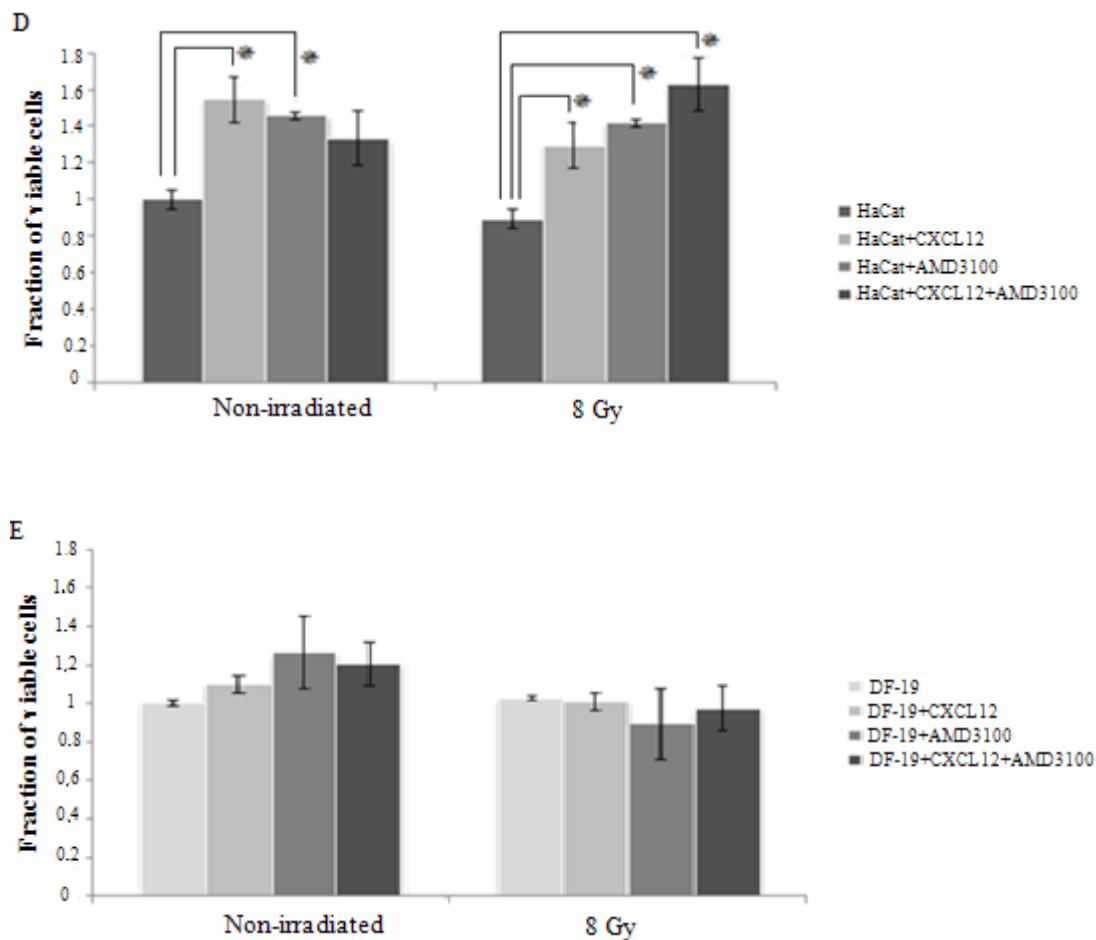 D
Fraction of viable cells
1.8
1.6
1.4
1.2
1
0.8
0.6
0.4
0.2
0
* * * * *
Non-irradiated 8 Gy
HaCat
HaCat+CXCL12
HaCat+AMD3100
HaCat+CXCL12+AMD3100
E
Fraction of viable cells
1.8
1.6
1.4
1.2
1
0.8
0.6
0.4
0.2
0
Non-irradiated 8 Gy
DF-19
DF-19+CXCL12
DF-19+AMD3100
DF-19+CXCL12+AMD3100